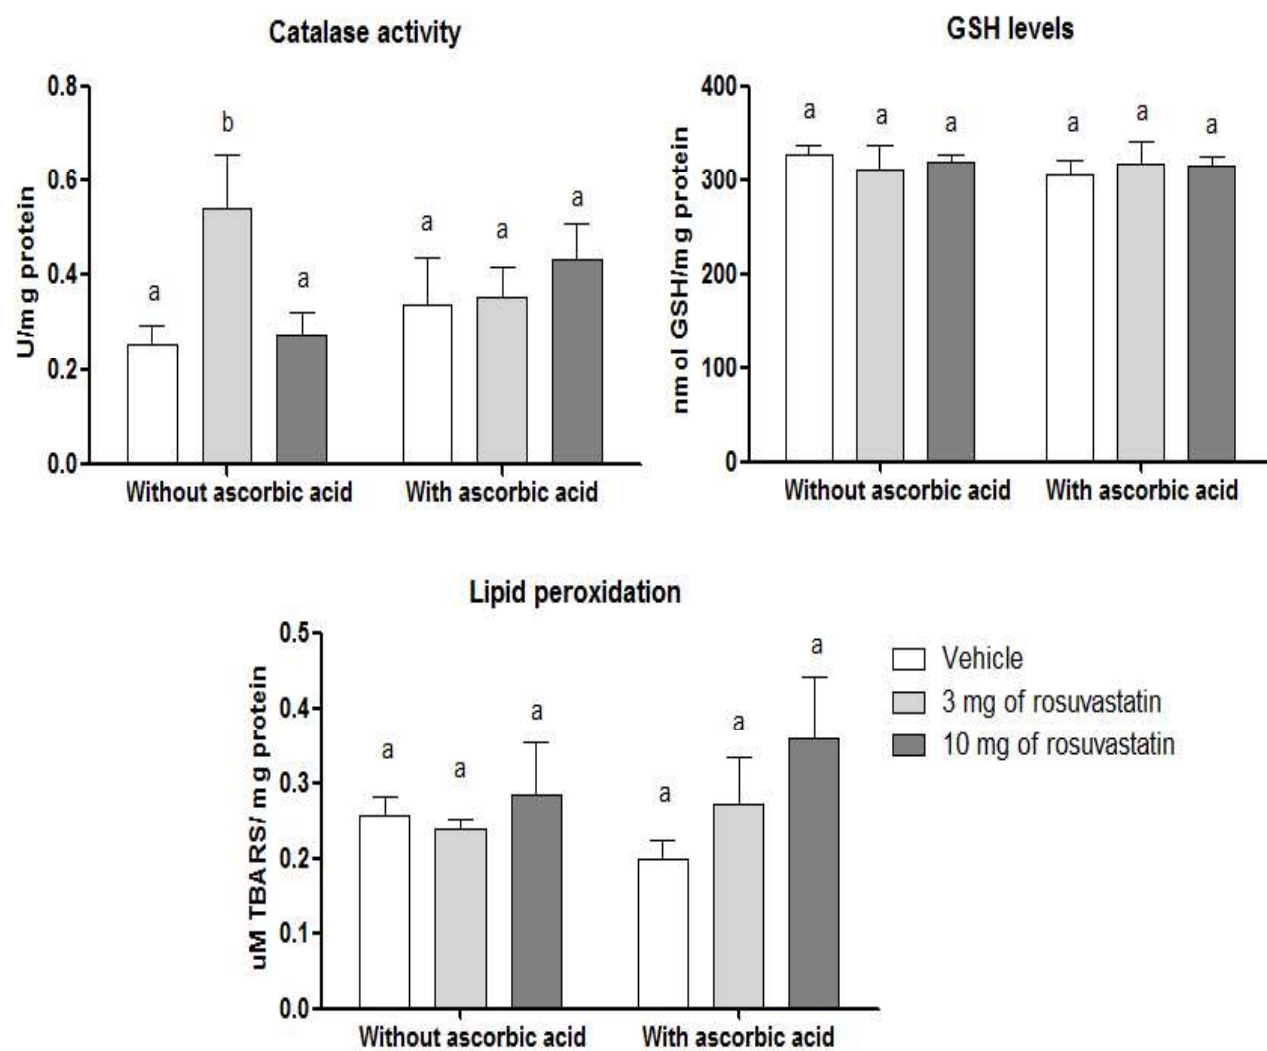 Catalase activity
U/mg protein
0.8
0.6
0.4
0.2
0.0
a
b
a
a
a
a
Without ascorbic acid
With ascorbic acid
GSH levels
nmol GSH/mg protein
400
300
200
100
0
a
a
a
a
a
a
Without ascorbic acid
With ascorbic acid
Lipid peroxidation
uM TBARS/ mg protein
0.5
0.4
0.3
0.2
0.1
0.0
a
a
a
a
a
a
Without ascorbic acid
With ascorbic acid
Vehicle
3 mg of rosuvastatin
10 mg of rosuvastatin